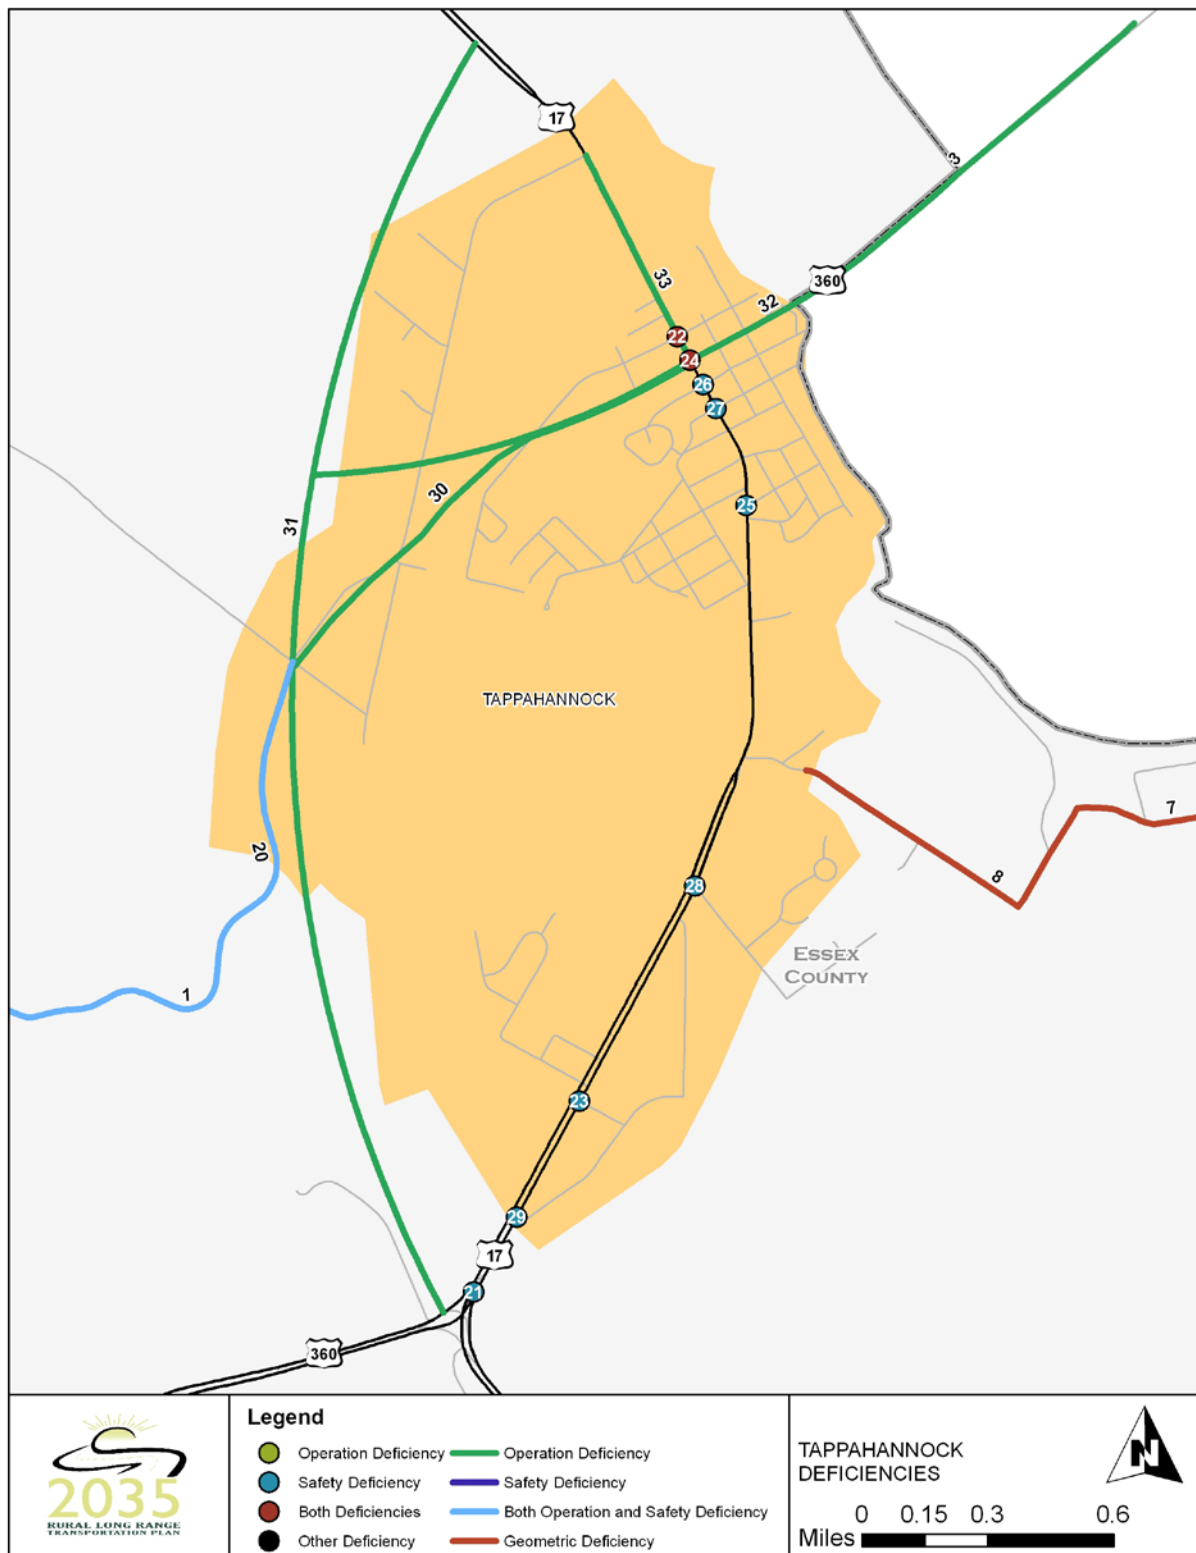 17
3
360
33
32
22
24
26
27
30
25
31
TAPPAHANNOCK
7
20
8
28
ESSEX
COUNTY
1
23
29
17
21
360
Legend
Operation Deficiency
Operation Deficiency
Safety Deficiency
Safety Deficiency
Both Deficiencies
Both Operation and Safety Deficiency
Other Deficiency
Geometric Deficiency
2035
RURAL LONG RANGE
TRANSPORTATION PLAN
TAPPAHANNOCK
DEFICIENCIES
N
0 0.15 0.3 0.6
Miles